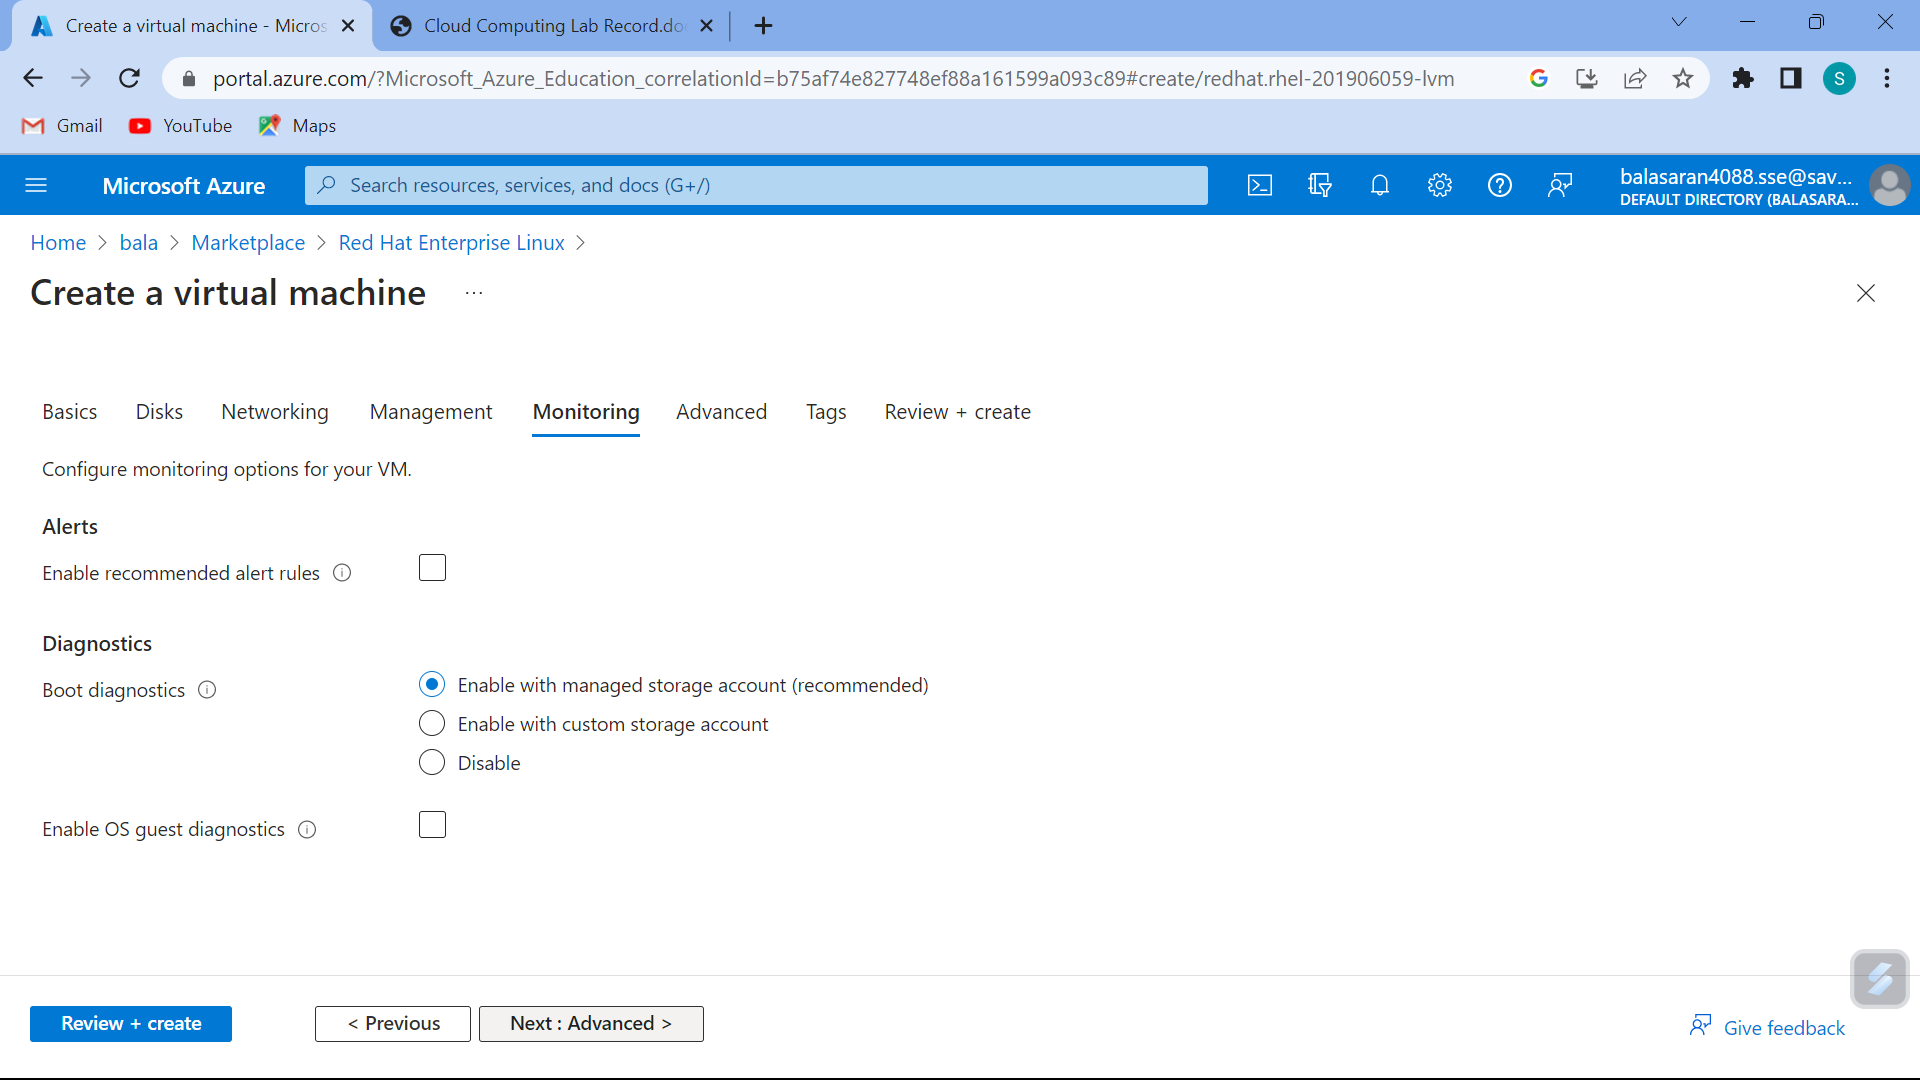 Create a virtual machine - Micros
Cloud Computing Lab Record.do
portal.azure.com/?Microsoft_Azure_Education_correlationId=b75af74e827748ef88a161599a093c89#create/redhat.rhel-201906059-lvm
S
Gmail
YouTube
Maps
Microsoft Azure
Search resources, services, and docs (G+/)
balasaran4088.sse@sav...
DEFAULT DIRECTORY (BALASARA...
Home > bala > Marketplace > Red Hat Enterprise Linux >
Create a virtual machine ...
Basics Disks Networking Management Monitoring Advanced Tags Review + create
Configure monitoring options for your VM.
Alerts
Enable recommended alert rules
Diagnostics
Boot diagnostics
Enable with managed storage account (recommended)
Enable with custom storage account
Disable
Enable OS guest diagnostics
Review + create
< Previous
Next : Advanced >
Give feedback